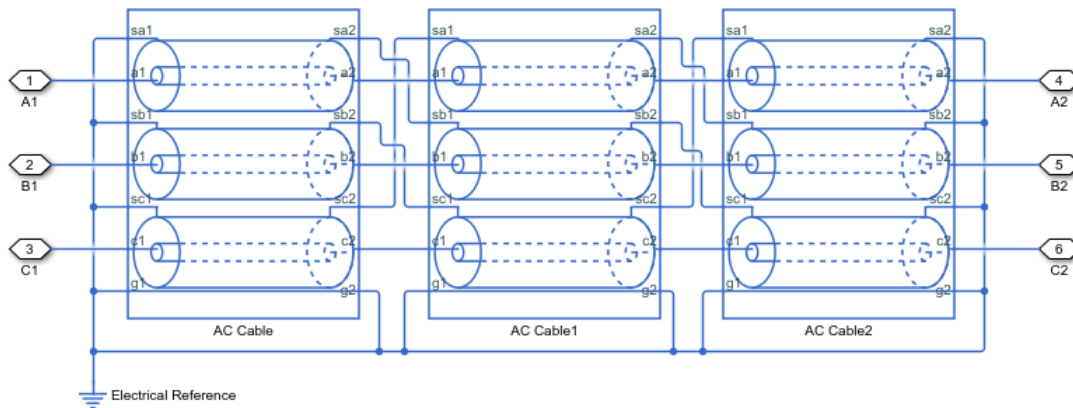 sa1 sa2 sa1 sa2 sa1 sa2
1 a1 a2 a1 a2 a1 a2 4
A1 A2
sb1 sb2 sb1 sb2 sb1 sb2
2 b1 b2 b1 b2 b1 b2 5
B1 B2
sc1 sc2 sc1 sc2 sc1 sc2
3 c1 c2 c1 c2 c1 c2 6
C1 C2
g1 g2 g1 g2 g1 g2
AC Cable AC Cable1 AC Cable2
Electrical Reference